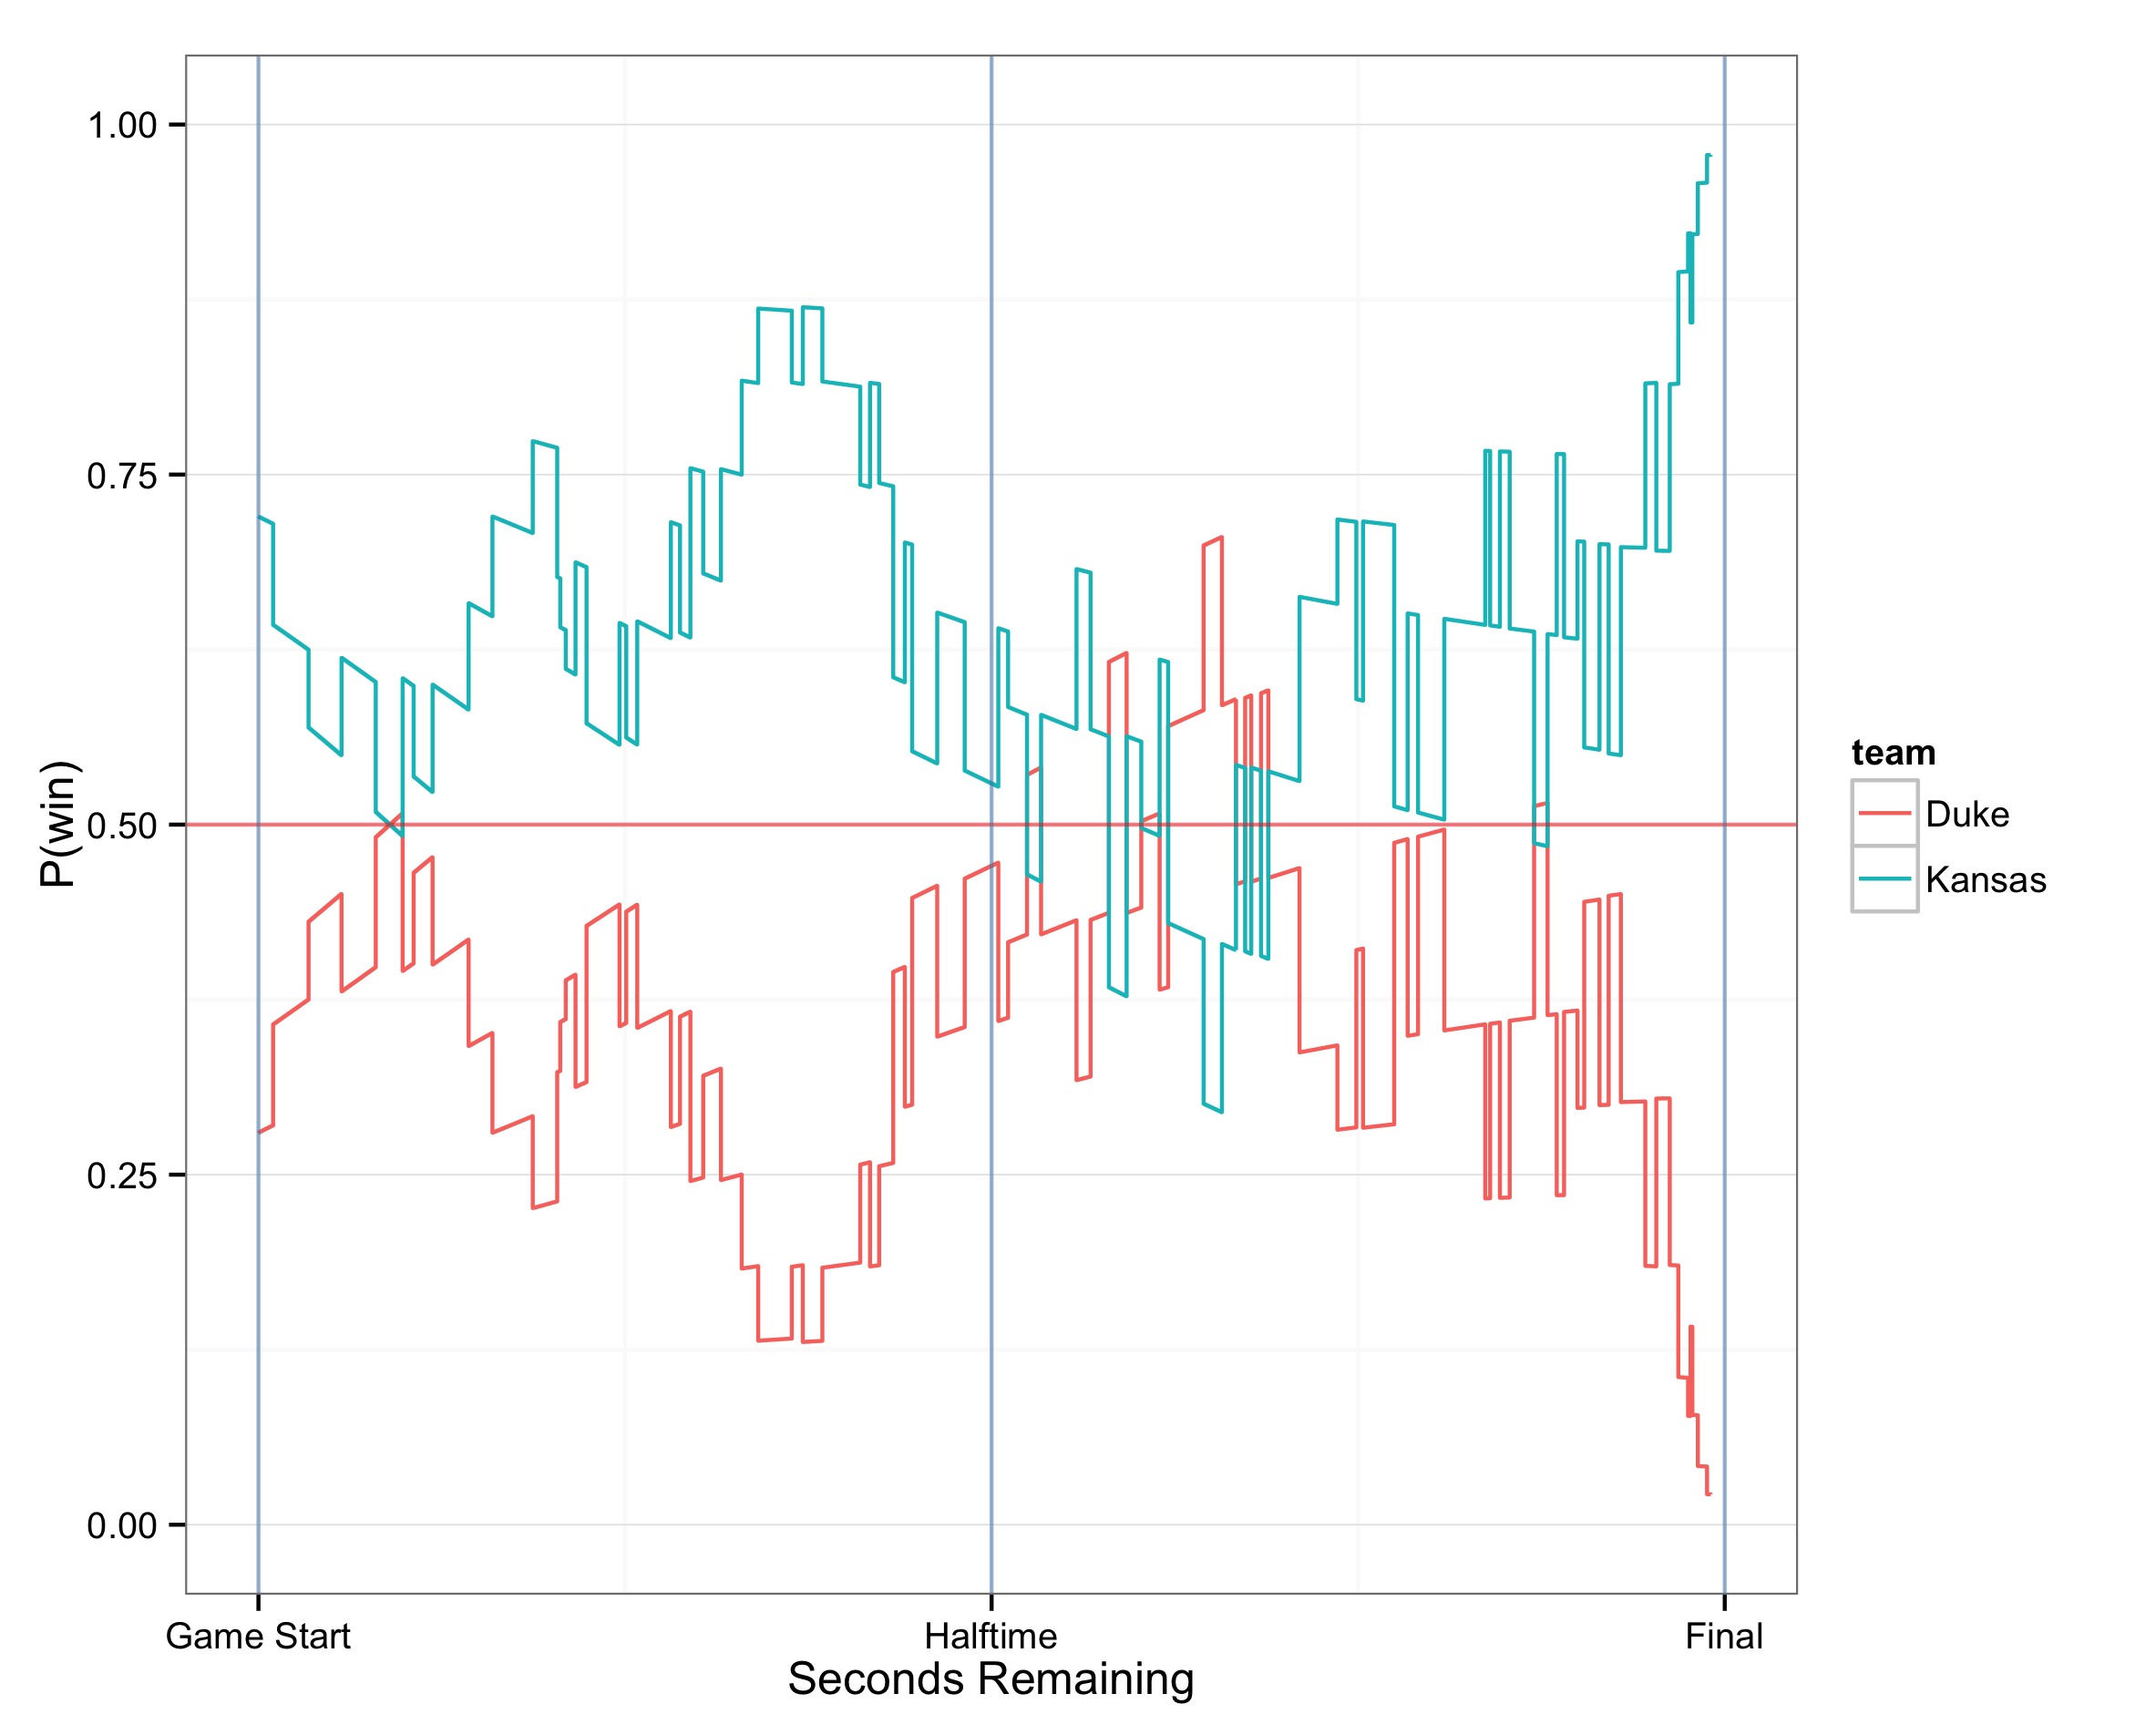 1.00
0.75
0.50
0.25
0.00
P(win)
Game Start
Halftime
Final
Seconds Remaining
team
Duke
Kansas